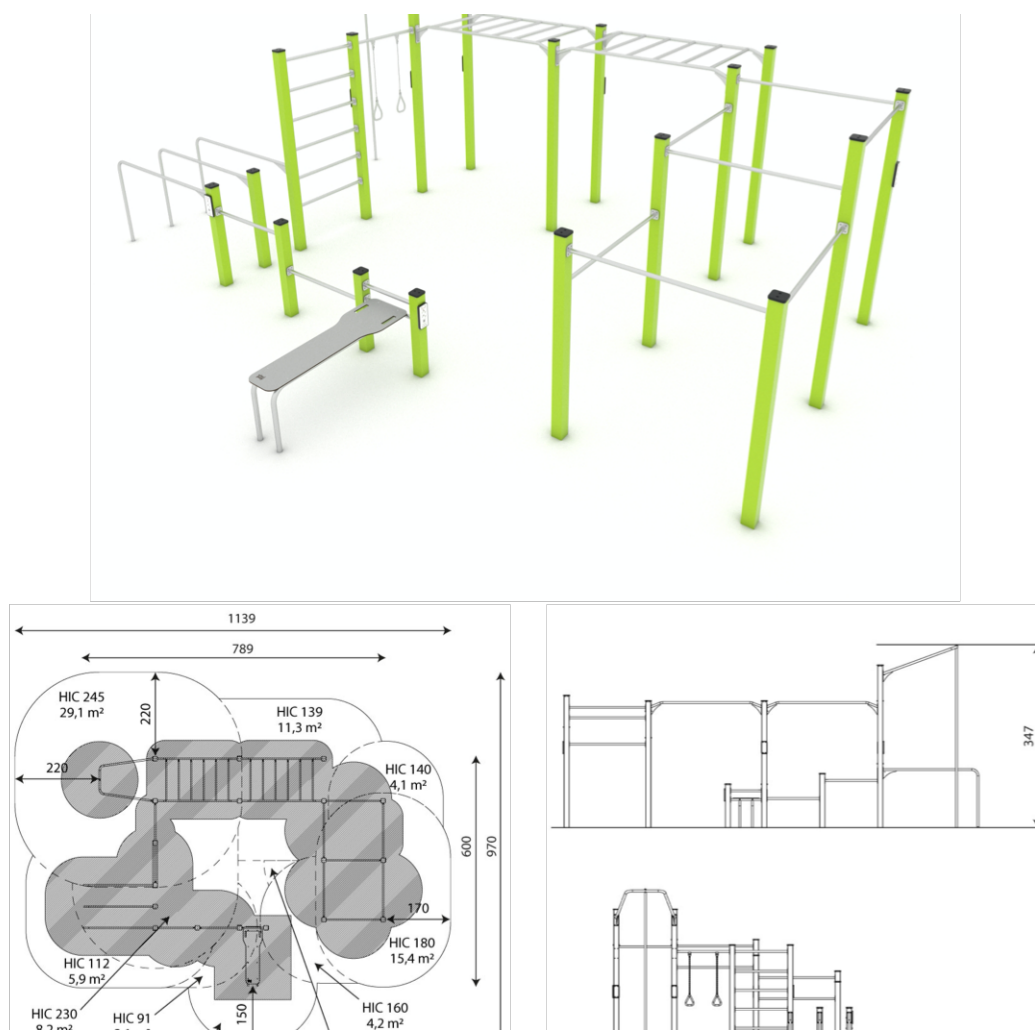 1139
789
HIC 245
29,1 m²
220
HIC 139
11,3 m²
220
HIC 140
4,1 m²
600
970
347
170
HIC 180
15,4 m²
HIC 112
5,9 m²
HIC 230
HIC 91
150
HIC 160
4,2 m²